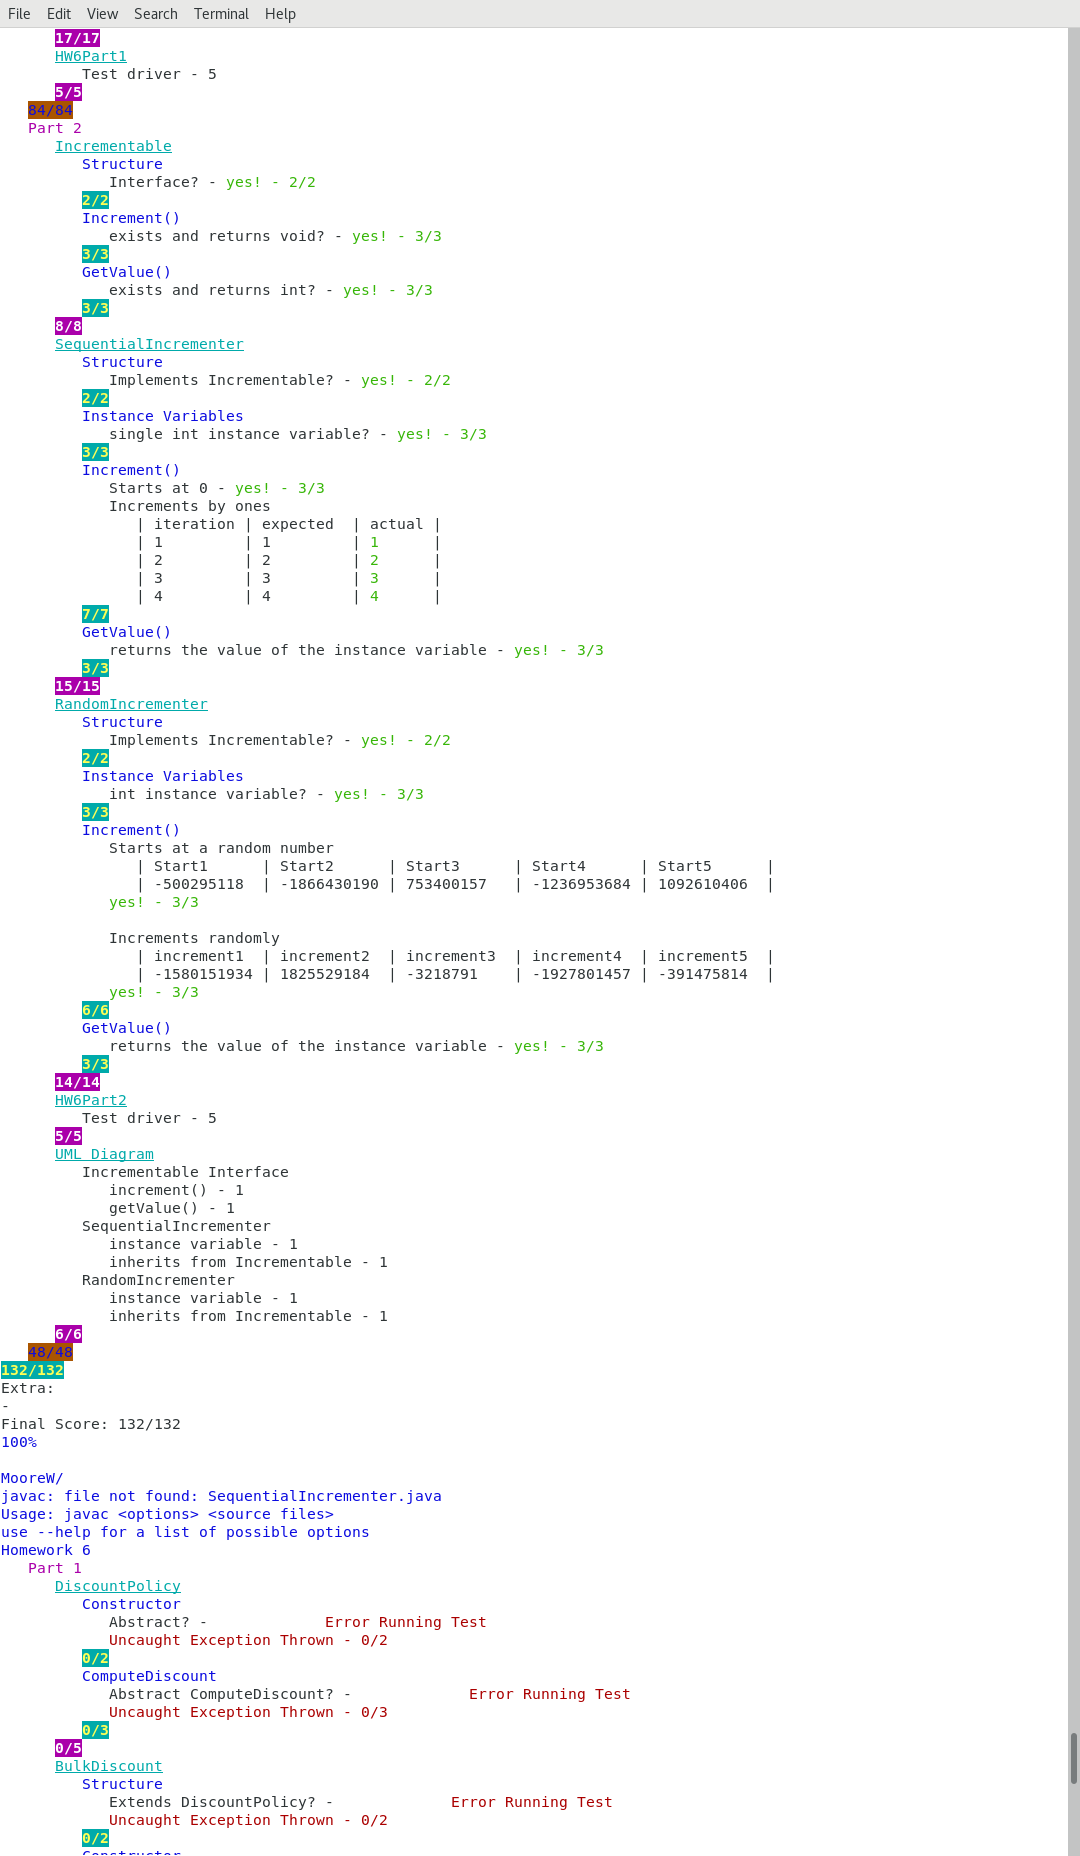 File Edit View Search Terminal Help
17/17
HW6Part1
Test driver - 5
5/5
84/84
Part 2
Incrementable
Structure
Interface? - yes! - 2/2
2/2
Increment()
exists and returns void? - yes! - 3/3
3/3
GetValue()
exists and returns int? - yes! - 3/3
3/3
8/8
SequentialIncrementer
Structure
Implements Incrementable? - yes! - 2/2
2/2
Instance Variables
single int instance variable? - yes! - 3/3
3/3
Increment()
Starts at 0 - yes! - 3/3
Increments by ones
| iteration | expected  | actual |
| 1         | 1         | 1      |
| 2         | 2         | 2      |
| 3         | 3         | 3      |
| 4         | 4         | 4      |
7/7
GetValue()
returns the value of the instance variable - yes! - 3/3
3/3
15/15
RandomIncrementer
Structure
Implements Incrementable? - yes! - 2/2
2/2
Instance Variables
int instance variable? - yes! - 3/3
3/3
Increment()
Starts at a random number
| Start1      | Start2      | Start3      | Start4      | Start5      |
| -500295118  | -1866430190 | 753400157   | -1236953684 | 1092610406  |
yes! - 3/3
Increments randomly
| increment1  | increment2  | increment3  | increment4  | increment5  |
| -1580151934 | 1825529184  | -3218791    | -1927801457 | -391475814  |
yes! - 3/3
6/6
GetValue()
returns the value of the instance variable - yes! - 3/3
3/3
14/14
HW6Part2
Test driver - 5
5/5
UML Diagram
Incrementable Interface
increment() - 1
getValue() - 1
SequentialIncrementer
instance variable - 1
inherits from Incrementable - 1
RandomIncrementer
instance variable - 1
inherits from Incrementable - 1
6/6
48/48
132/132
Extra:
-
Final Score: 132/132
100%
MooreW/
javac: file not found: SequentialIncrementer.java
Usage: javac <options> <source files>
use --help for a list of possible options
Homework 6
Part 1
DiscountPolicy
Constructor
Abstract? -             Error Running Test
Uncaught Exception Thrown - 0/2
0/2
ComputeDiscount
Abstract ComputeDiscount? -             Error Running Test
Uncaught Exception Thrown - 0/3
0/3
0/5
BulkDiscount
Structure
Extends DiscountPolicy? -             Error Running Test
Uncaught Exception Thrown - 0/2
0/2
Constructor